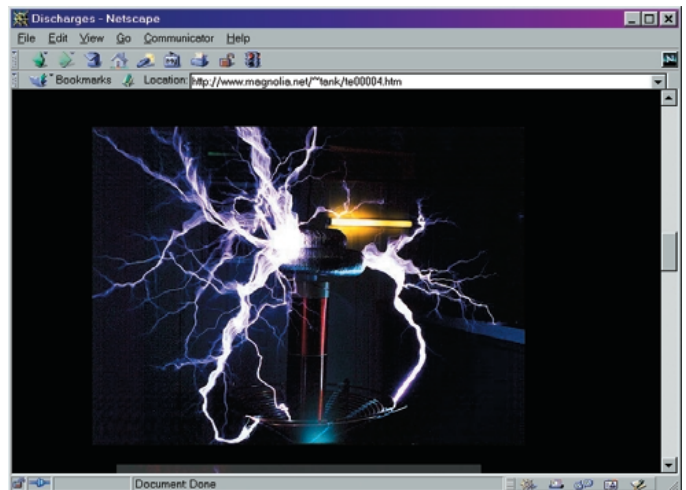 Discharges - Netscape
File Edit View Go Communicator Help
Bookmarks Location: http://www.magnolia.net/~tank/te00004.htm
Document Done